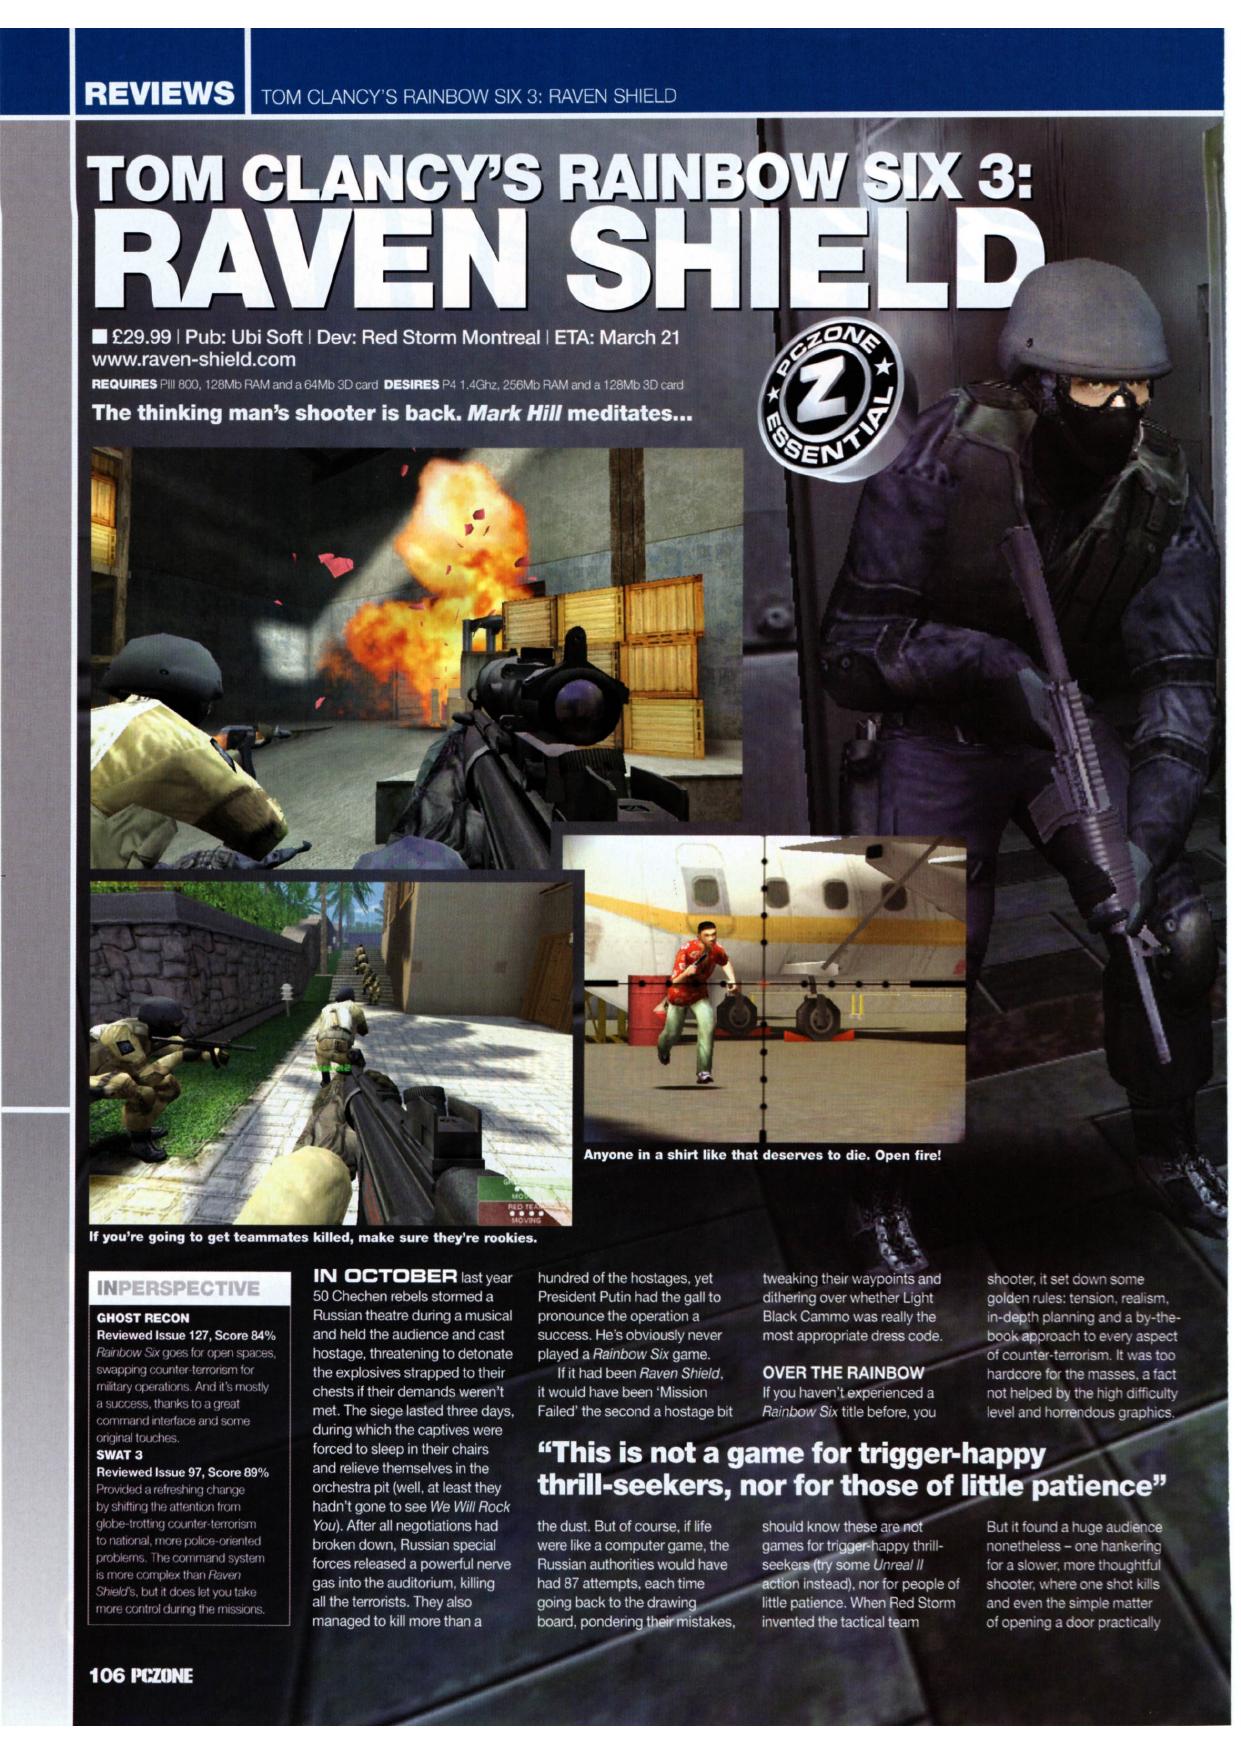 REVIEWS
TOM CLANCY'S RAINBOW SIX 3: RAVEN SHIELD
TOM CLANCY'S RAINBOW SIX 3:
RAVEN SHIELD
■ £29.99 | Pub: Ubi Soft | Dev: Red Storm Montreal | ETA: March 21
www.raven-shield.com
REQUIRES PIII 800, 128Mb RAM and a 64Mb 3D card DESIRES P4 1.4Ghz, 256Mb RAM and a 128Mb 3D card
The thinking man's shooter is back. Mark Hill meditates...
PCZONE
Z
ESSENTIAL
MOVING
RED TEAM
MOVING
Anyone in a shirt like that deserves to die. Open fire!
If you're going to get teammates killed, make sure they're rookies.
INPERSPECTIVE
GHOST RECON
Reviewed Issue 127, Score 84%
Rainbow Six goes for open spaces,
swapping counter-terrorism for
military operations. And it's mostly
a success, thanks to a great
command interface and some
original touches.
SWAT 3
Reviewed Issue 97, Score 89%
Provided a refreshing change
by shifting the attention from
globe-trotting counter-terrorism
to national, more police-oriented
problems. The command system
is more complex than Raven
Shield's, but it does let you take
more control during the missions.
IN OCTOBER last year
50 Chechen rebels stormed a
Russian theatre during a musical
and held the audience and cast
hostage, threatening to detonate
the explosives strapped to their
chests if their demands weren't
met. The siege lasted three days,
during which the captives were
forced to sleep in their chairs
and relieve themselves in the
orchestra pit (well, at least they
hadn't gone to see We Will Rock
You). After all negotiations had
broken down, Russian special
forces released a powerful nerve
gas into the auditorium, killing
all the terrorists. They also
managed to kill more than a
hundred of the hostages, yet
President Putin had the gall to
pronounce the operation a
success. He's obviously never
played a Rainbow Six game.
If it had been Raven Shield,
it would have been 'Mission
Failed' the second a hostage bit
"This is not a game for trigger-happy
thrill-seekers, nor for those of little patience"
the dust. But of course, if life
were like a computer game, the
Russian authorities would have
had 87 attempts, each time
going back to the drawing
board, pondering their mistakes,
tweaking their waypoints and
dithering over whether Light
Black Cammo was really the
most appropriate dress code.
OVER THE RAINBOW
If you haven't experienced a
Rainbow Six title before, you
should know these are not
games for trigger-happy thrill-
seekers (try some Unreal II
action instead), nor for people of
little patience. When Red Storm
invented the tactical team
shooter, it set down some
golden rules: tension, realism,
in-depth planning and a by-the-
book approach to every aspect
of counter-terrorism. It was too
hardcore for the masses, a fact
not helped by the high difficulty
level and horrendous graphics.
But it found a huge audience
nonetheless – one hankering
for a slower, more thoughtful
shooter, where one shot kills
and even the simple matter
of opening a door practically
106 PCZONE